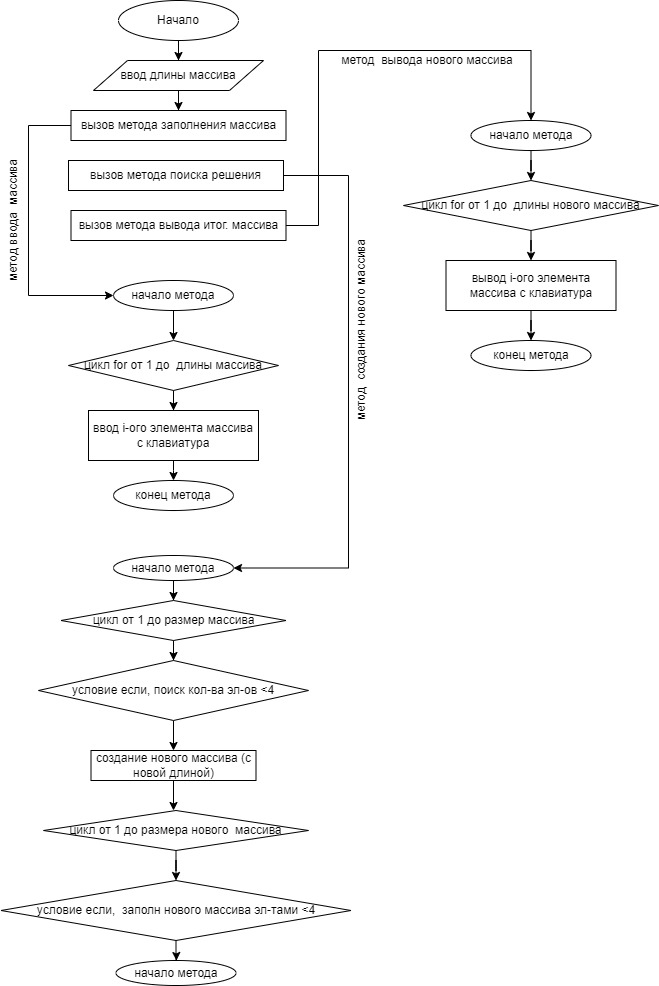 Начало
ввод длины массива
вызов метода заполнения массива
вызов метода поиска решения
вызов метода вывода итог. массива
метод ввода массива
начало метода
цикл for от 1 до длины массива
ввод i-ого элемента массива
с клавиатура
конец метода
метод вывода нового массива
начало метода
цикл for от 1 до длины нового массива
вывод i-ого элемента
массива с клавиатура
конец метода
метод создания нового массива
начало метода
цикл от 1 до размер массива
условие если, поиск кол-ва эл-ов <4
создание нового массива (с
новой длиной)
цикл от 1 до размера нового массива
условие если, заполн нового массива эл-тами <4
начало метода